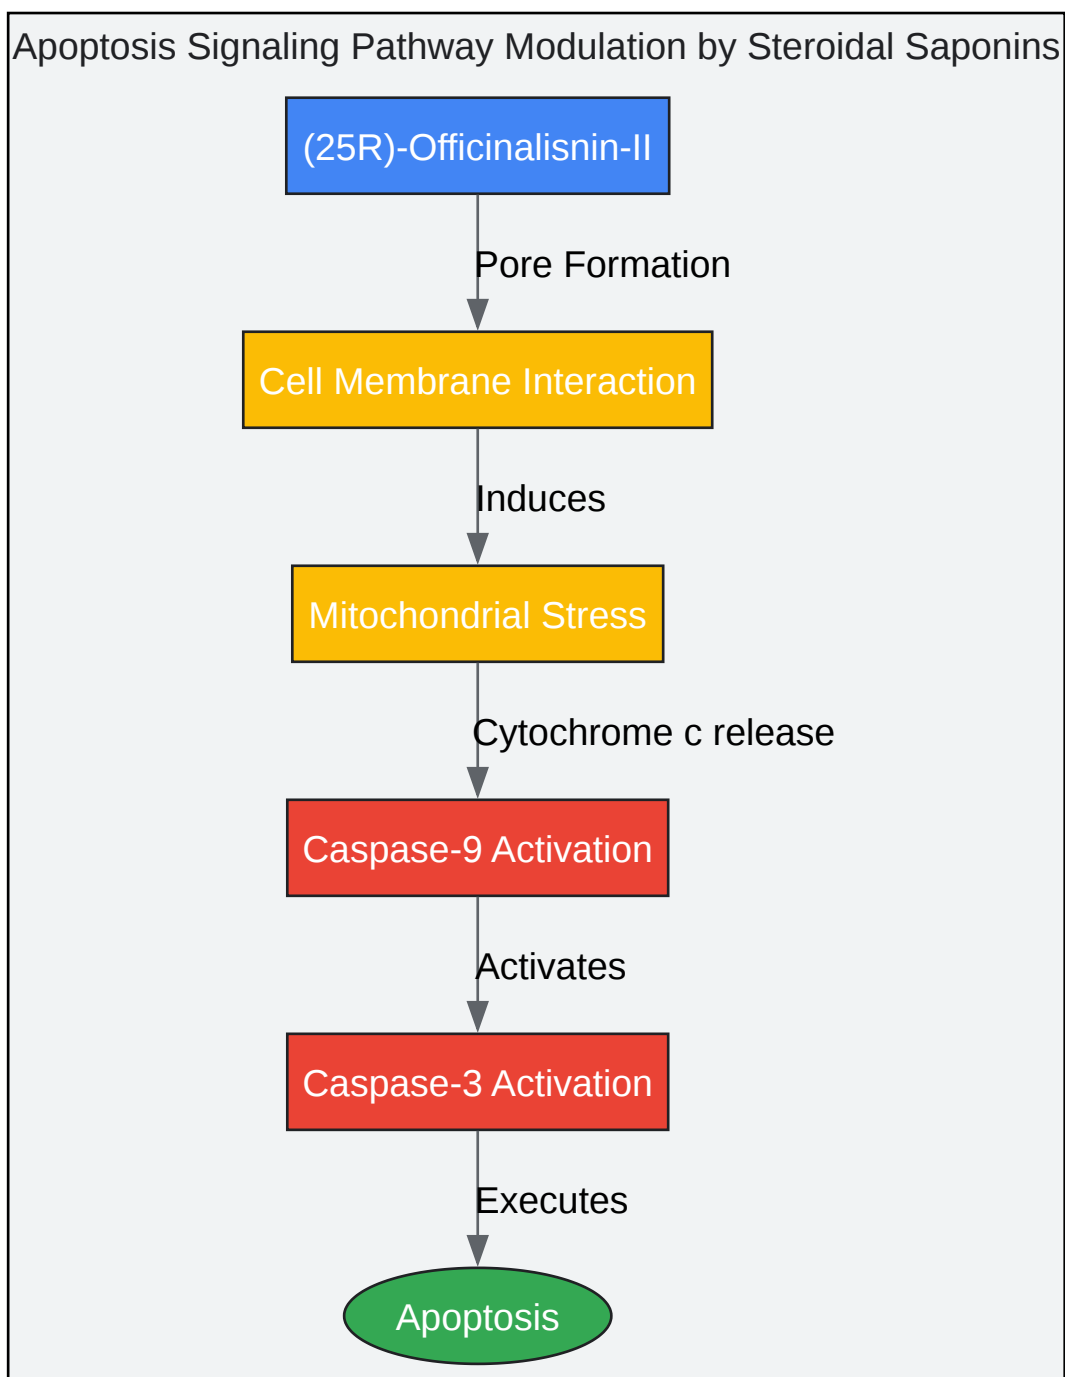 Apoptosis Signaling Pathway Modulation by Steroidal Saponins
(25R)-Officinalisnin-II
Pore Formation
Cell Membrane Interaction
Induces
Mitochondrial Stress
Cytochrome c release
Caspase-9 Activation
Activates
Caspase-3 Activation
Executes
Apoptosis